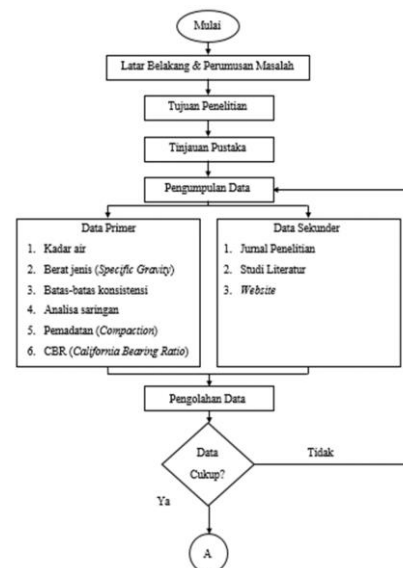 Mulai
Latar Belakang & Perumusan Masalah
Tujuan Penelitian
Tinjauan Pustaka
Pengumpulan Data
Data Primer
1. Kadar air
2. Berat jenis (Specific Gravity)
3. Batas-batas konsistensi
4. Analisa saringan
5. Pemadatan (Compaction)
6. CBR (California Bearing Ratio)
Data Sekunder
1. Jurnal Penelitian
2. Studi Literatur
3. Website
Pengolahan Data
Data
Cukup?
Tidak
Ya
A